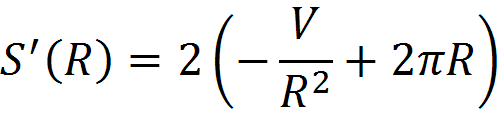 S′(R) = 2(−V/R² + 2πR)